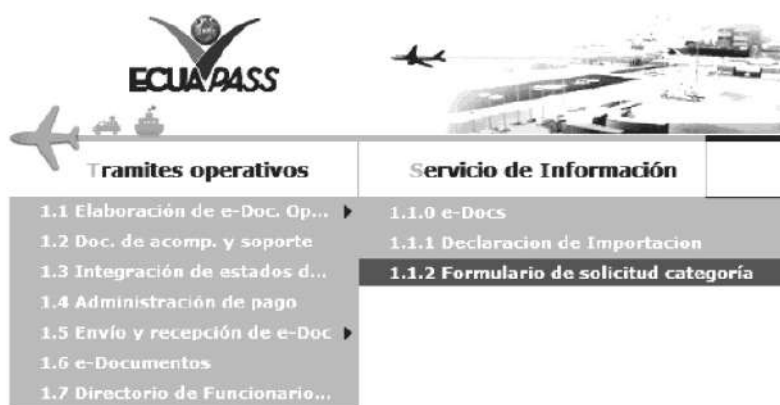 ECUAPASS
Tramites operativos
Servicio de Información
1.1 Elaboración de e-Doc. Op...
1.2 Doc. de acomp. y soporte
1.3 Integración de estados d...
1.4 Administración de pago
1.5 Envío y recepción de e-Doc
1.6 e-Documentos
1.7 Directorio de Funcionario...
1.1.0 e-Docs
1.1.1 Declaracion de Importacion
1.1.2 Formulario de solicitud categoría